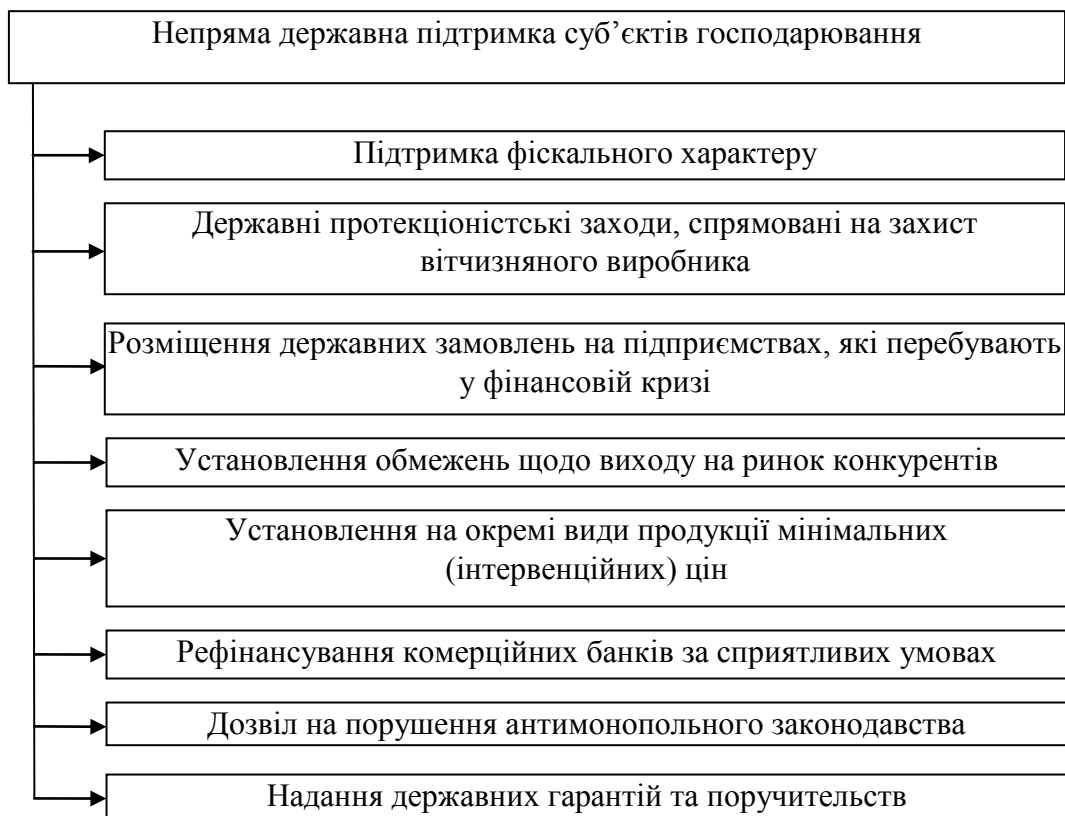 Непряма державна підтримка суб’єктів господарювання
Підтримка фіскального характеру
Державні протекціоністські заходи, спрямовані на захист
вітчизняного виробника
Розміщення державних замовлень на підприємствах, які перебувають
у фінансовій кризі
Установлення обмежень щодо виходу на ринок конкурентів
Установлення на окремі види продукції мінімальних
(інтервенційних) цін
Рефінансування комерційних банків за сприятливих умовах
Дозвіл на порушення антимонопольного законодавства
Надання державних гарантій та поручительств